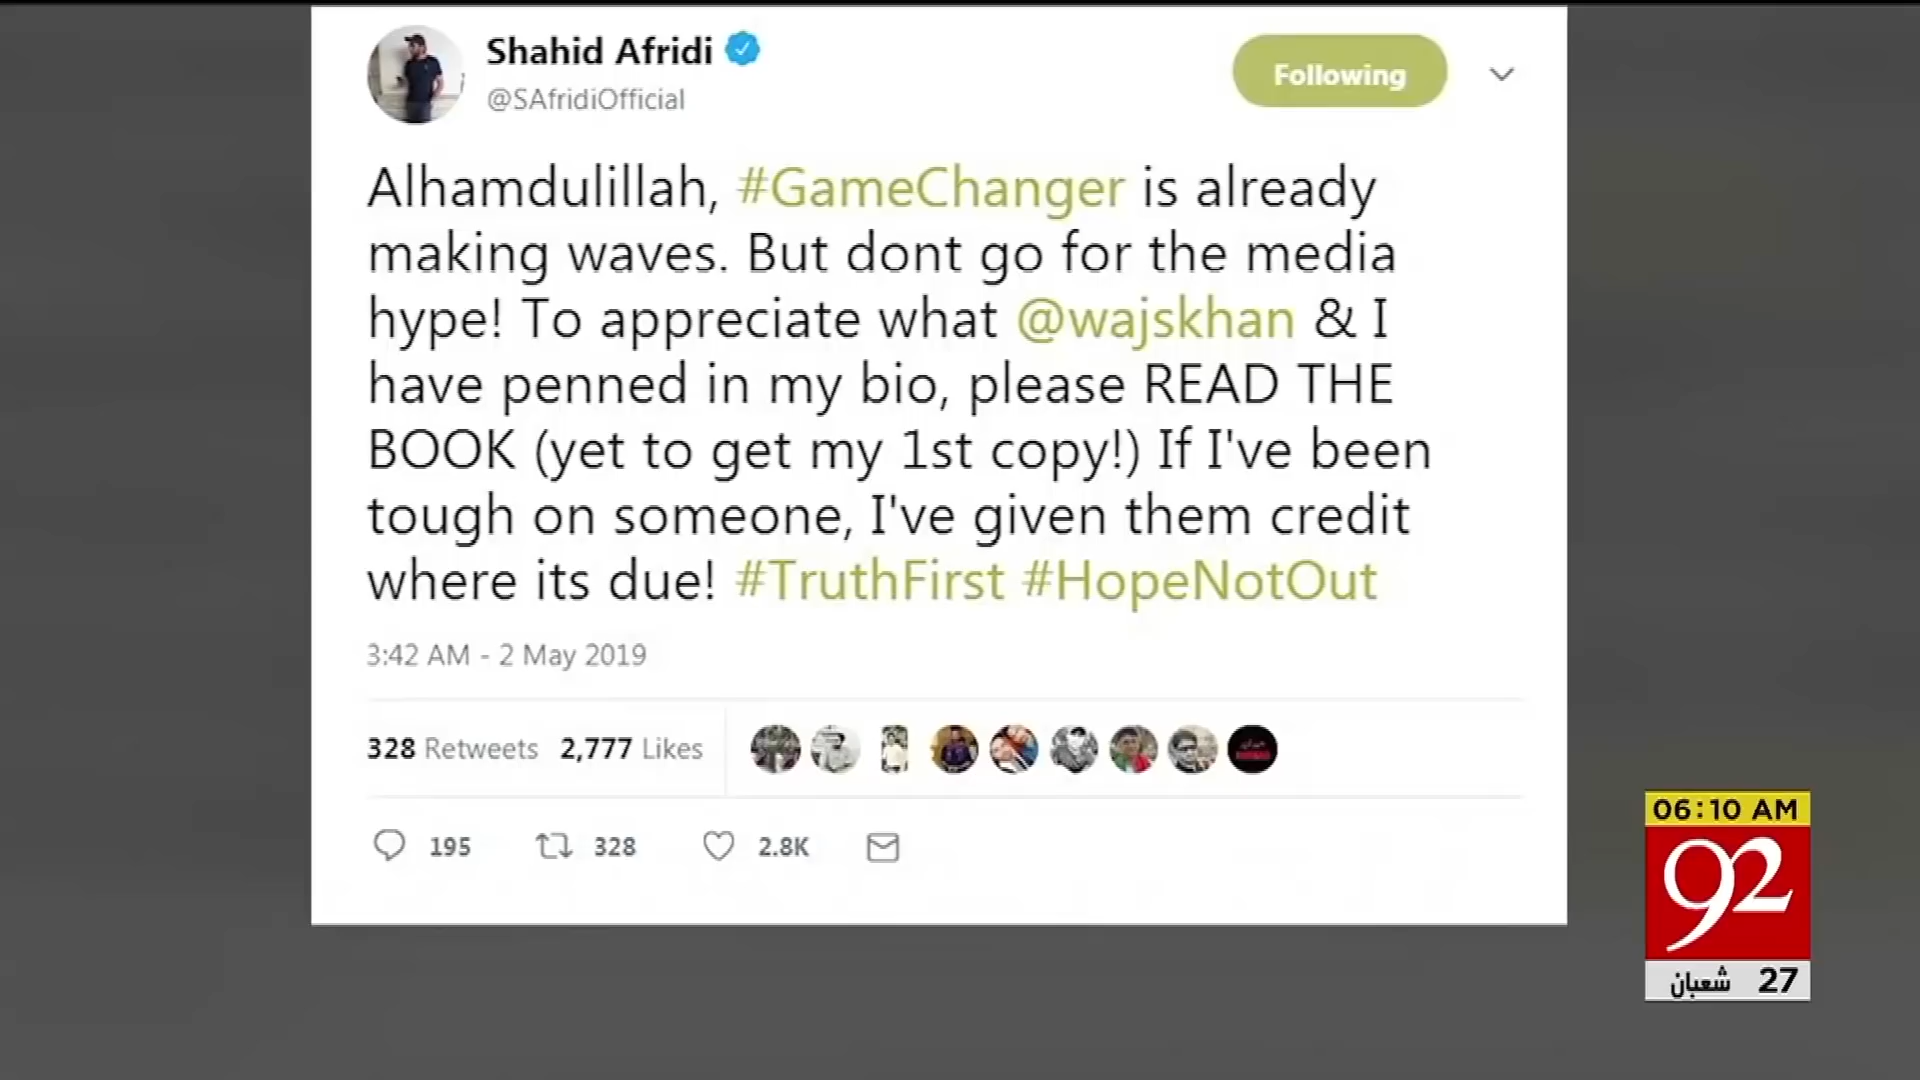 Shahid Afridi
@SAfridiOfficial
Following
Alhamdulillah, #GameChanger is already
making waves. But dont go for the media
hype! To appreciate what @wajskhan & I
have penned in my bio, please READ THE
BOOK (yet to get my 1st copy!) If I've been
tough on someone, I've given them credit
where its due! #TruthFirst #HopeNotOut
3:42 AM - 2 May 2019
328 Retweets 2,777 Likes
195 328 2.8K
06:10 AM
92
27 شعبان